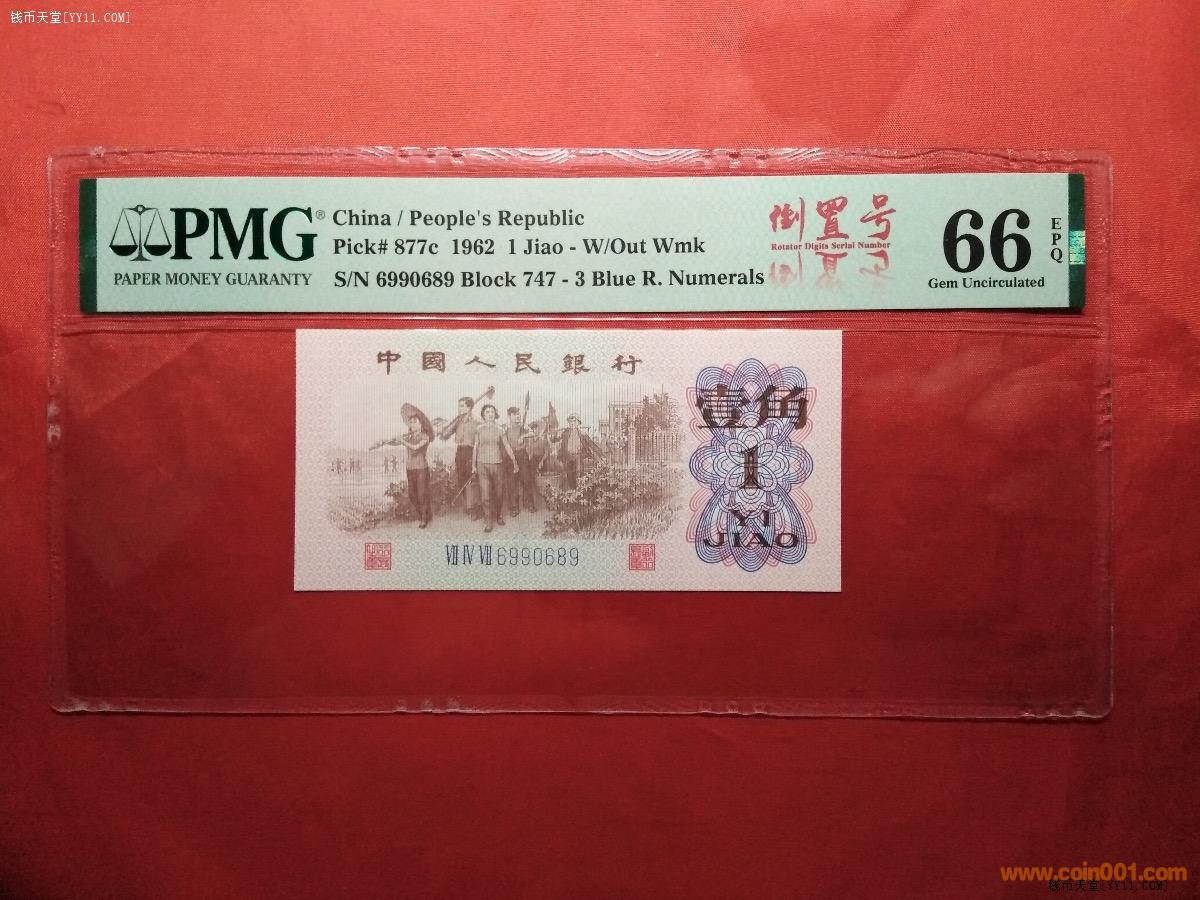 钱币天堂[YY11.COM]
PMG®
PAPER MONEY GUARANTY
China / People's Republic
Pick# 877c 1962 1 Jiao - W/Out Wmk
S/N 6990689 Block 747 - 3 Blue R. Numerals
倒置号
Rotator Digits Serial Number
66
EPQ
Gem Uncirculated
中國人民銀行
壹角
1
YI
JIAO
Ⅶ Ⅳ Ⅶ 6990689
www.coin001.com
钱币天堂[YY11.COM]